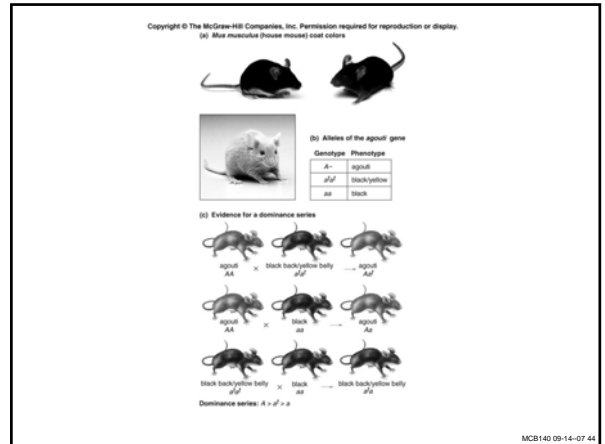 Copyright © The McGraw-Hill Companies, Inc. Permission required for reproduction or display.
(a) Mus musculus (house mouse) coat colors
(b) Alleles of the agouti gene
Genotype Phenotype
A– agouti
aᵗaᵗ black/yellow
aa black
(c) Evidence for a dominance series
agouti × black back/yellow belly → agouti
AA aᵗaᵗ Aaᵗ
agouti × black → agouti
AA aa Aa
black back/yellow belly × black → black back/yellow belly
aᵗaᵗ aa aᵗa
Dominance series: A > aᵗ > a
MCB140 09-14--07 44